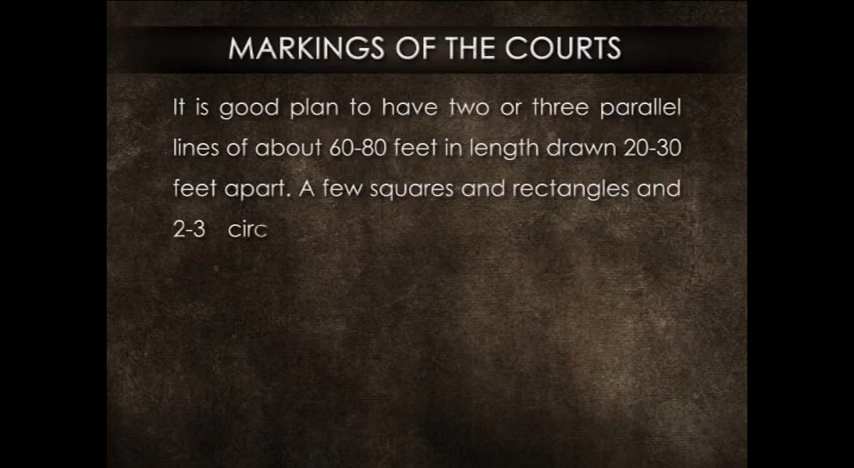 MARKINGS OF THE COURTS
It is good plan to have two or three parallel
lines of about 60-80 feet in length drawn 20-30
feet apart. A few squares and rectangles and
2-3 circ